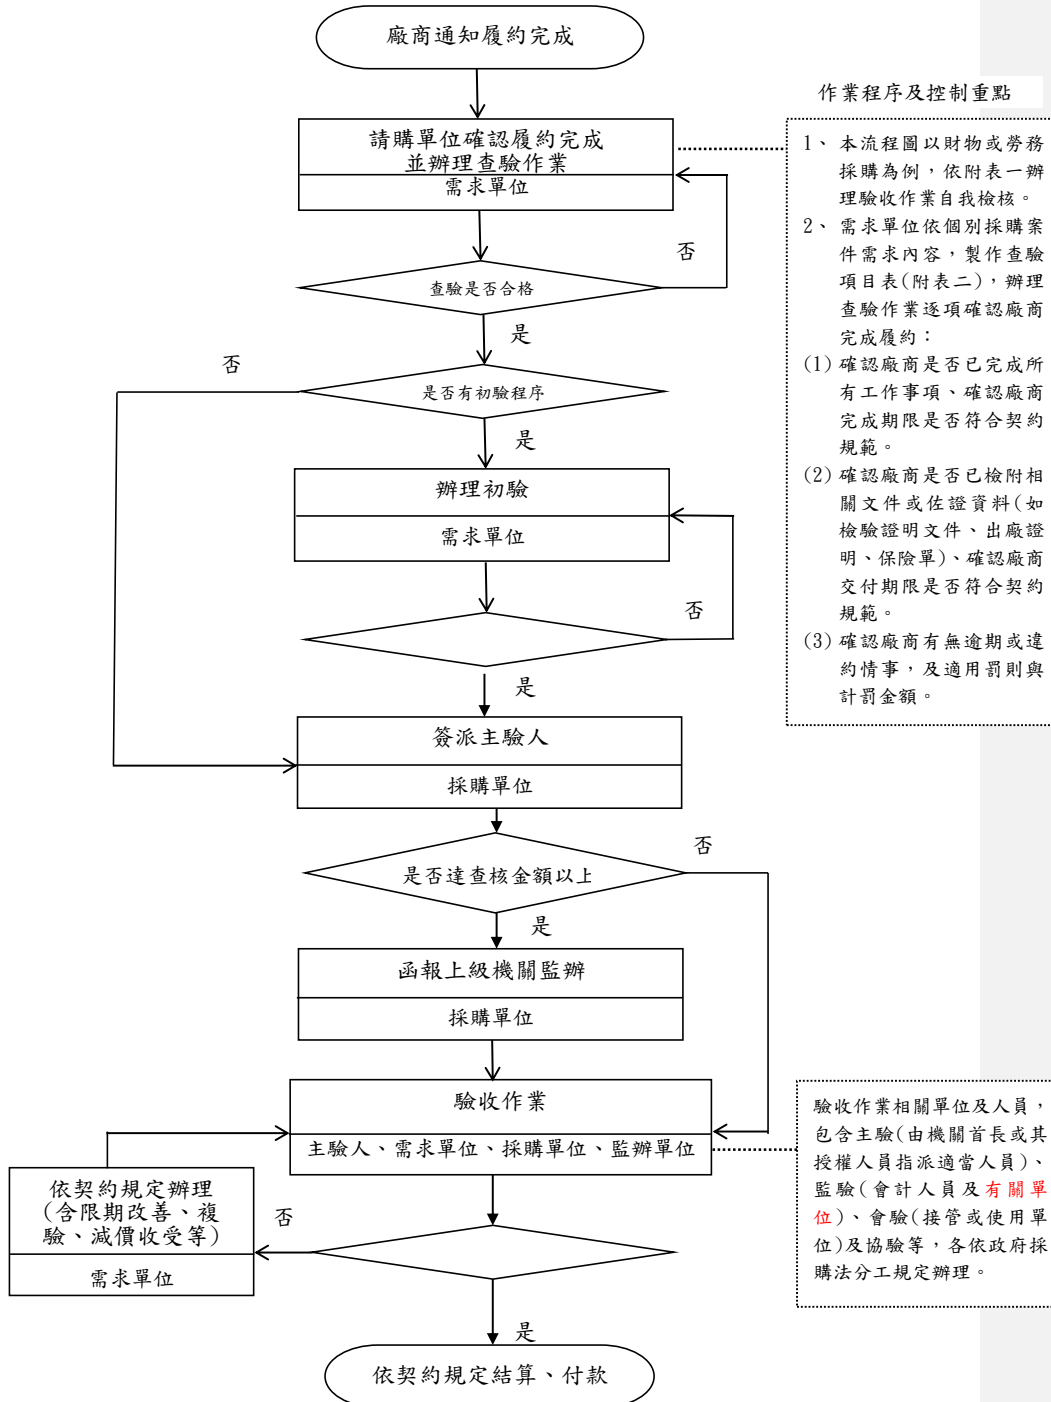 廠商通知履約完成
作業程序及控制重點
請購單位確認履約完成
並辦理查驗作業
需求單位
1、 本流程圖以財物或勞務
採購為例,依附表一辦
理驗收作業自我檢核。
2、 需求單位依個別採購案
件需求內容,製作查驗
項目表(附表二),辦理
查驗作業逐項確認廠商
完成履約:
(1) 確認廠商是否已完成所
有工作事項、確認廠商
完成期限是否符合契約
規範。
(2) 確認廠商是否已檢附相
關文件或佐證資料(如
檢驗證明文件、出廠證
明、保險單)、確認廠商
交付期限是否符合契約
規範。
(3) 確認廠商有無逾期或違
約情事,及適用罰則與
計罰金額。
否
查驗是否合格
是
否
是否有初驗程序
是
辦理初驗
需求單位
否
是
簽派主驗人
採購單位
否
是否達查核金額以上
是
函報上級機關監辦
採購單位
驗收作業
主驗人、需求單位、採購單位、監辦單位
驗收作業相關單位及人員,
包含主驗(由機關首長或其
授權人員指派適當人員)、
監驗(會計人員及有關單
位)、會驗(接管或使用單
位)及協驗等,各依政府採
購法分工規定辦理。
依契約規定辦理
(含限期改善、複
驗、減價收受等)
需求單位
否
是
依契約規定結算、付款